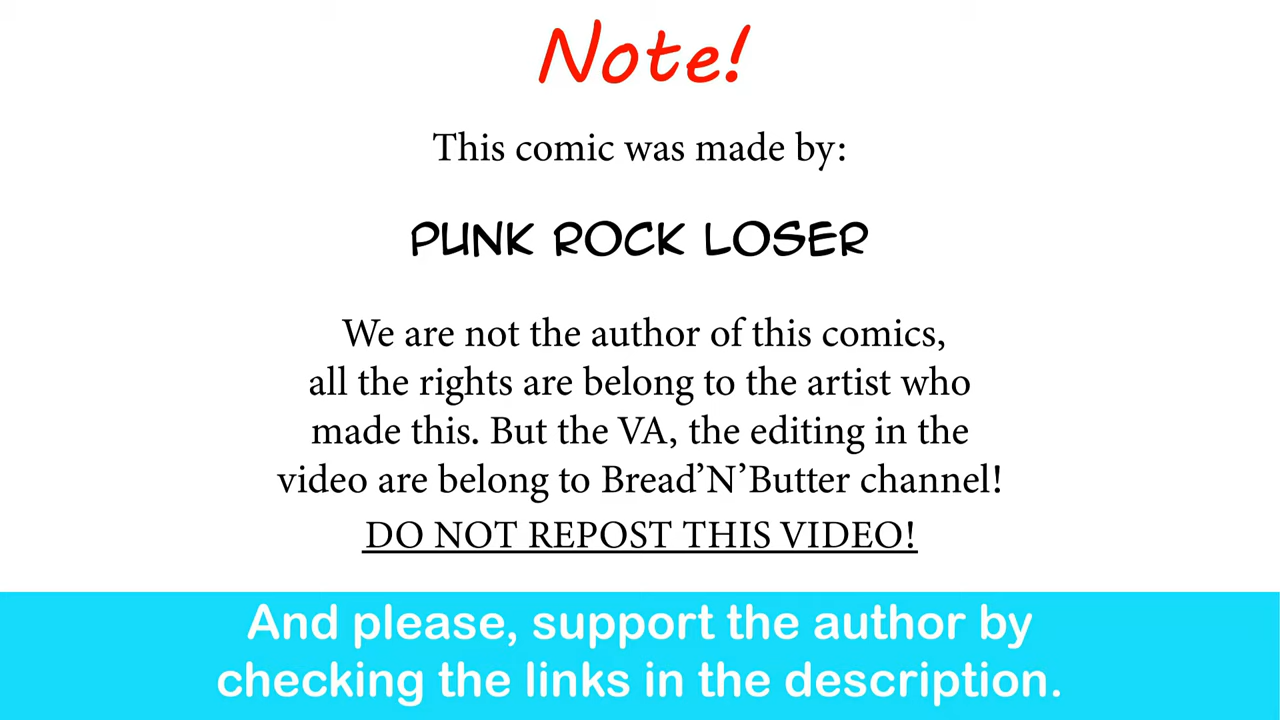 Note!
This comic was made by:
PUNK ROCK LOSER
We are not the author of this comics,
all the rights are belong to the artist who
made this. But the VA, the editing in the
video are belong to Bread’N’Butter channel!
DO NOT REPOST THIS VIDEO!
And please, support the author by
checking the links in the description.